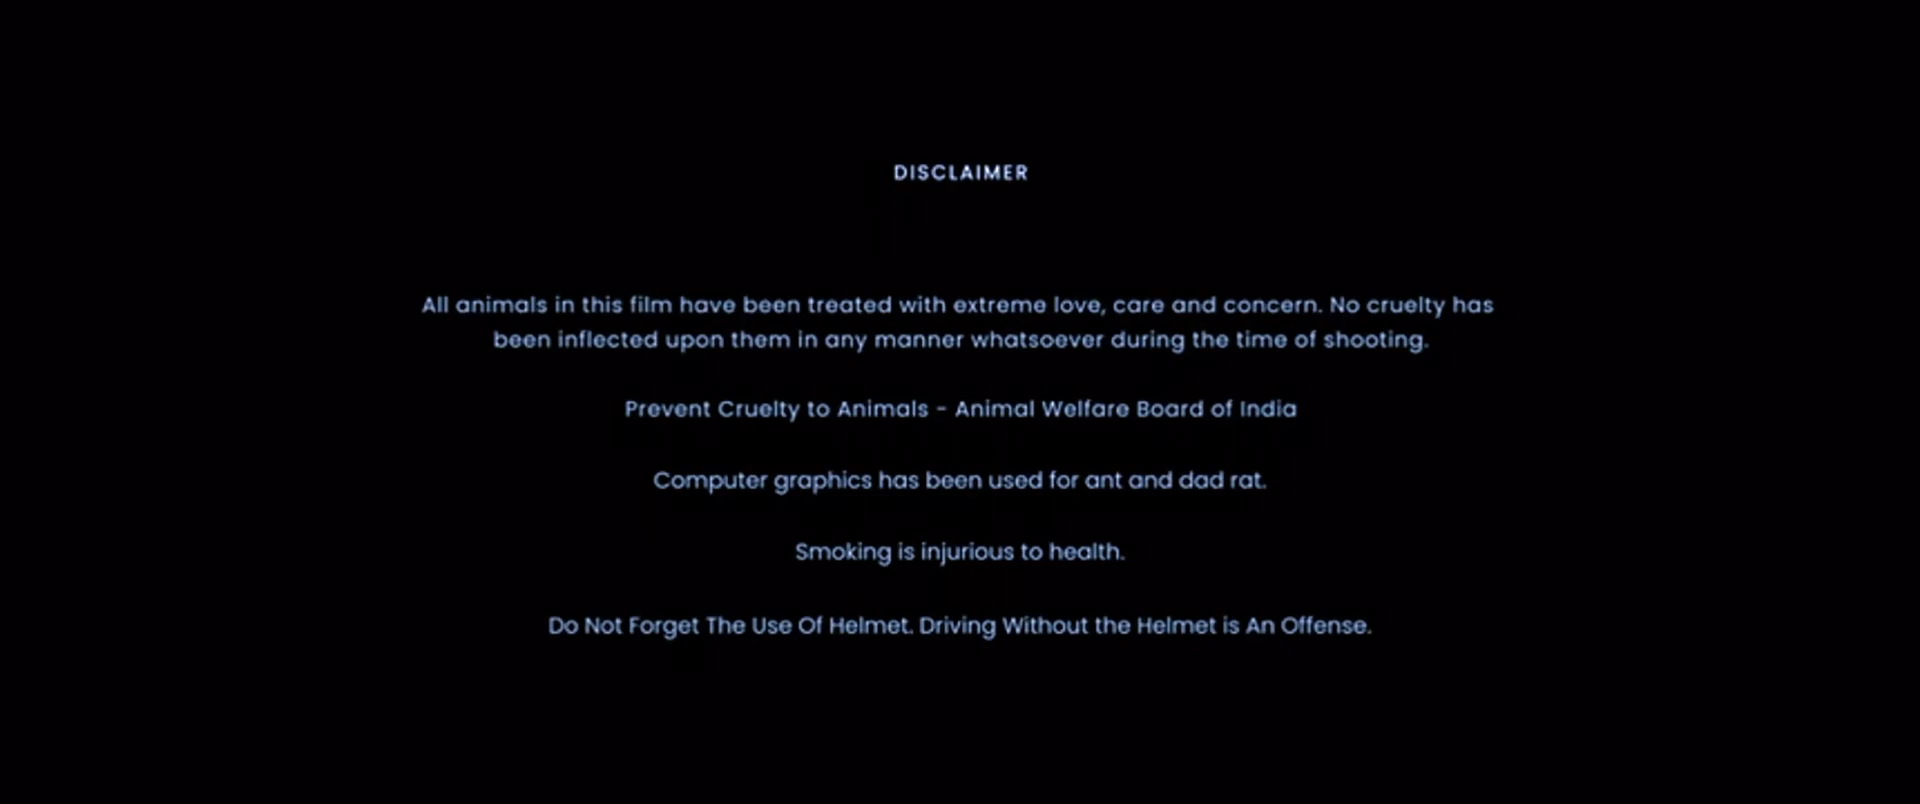 DISCLAIMER
All animals in this film have been treated with extreme love, care and concern. No cruelty has
been inflected upon them in any manner whatsoever during the time of shooting.
Prevent Cruelty to Animals - Animal Welfare Board of India
Computer graphics has been used for ant and dad rat.
Smoking is injurious to health.
Do Not Forget The Use Of Helmet. Driving Without the Helmet is An Offense.